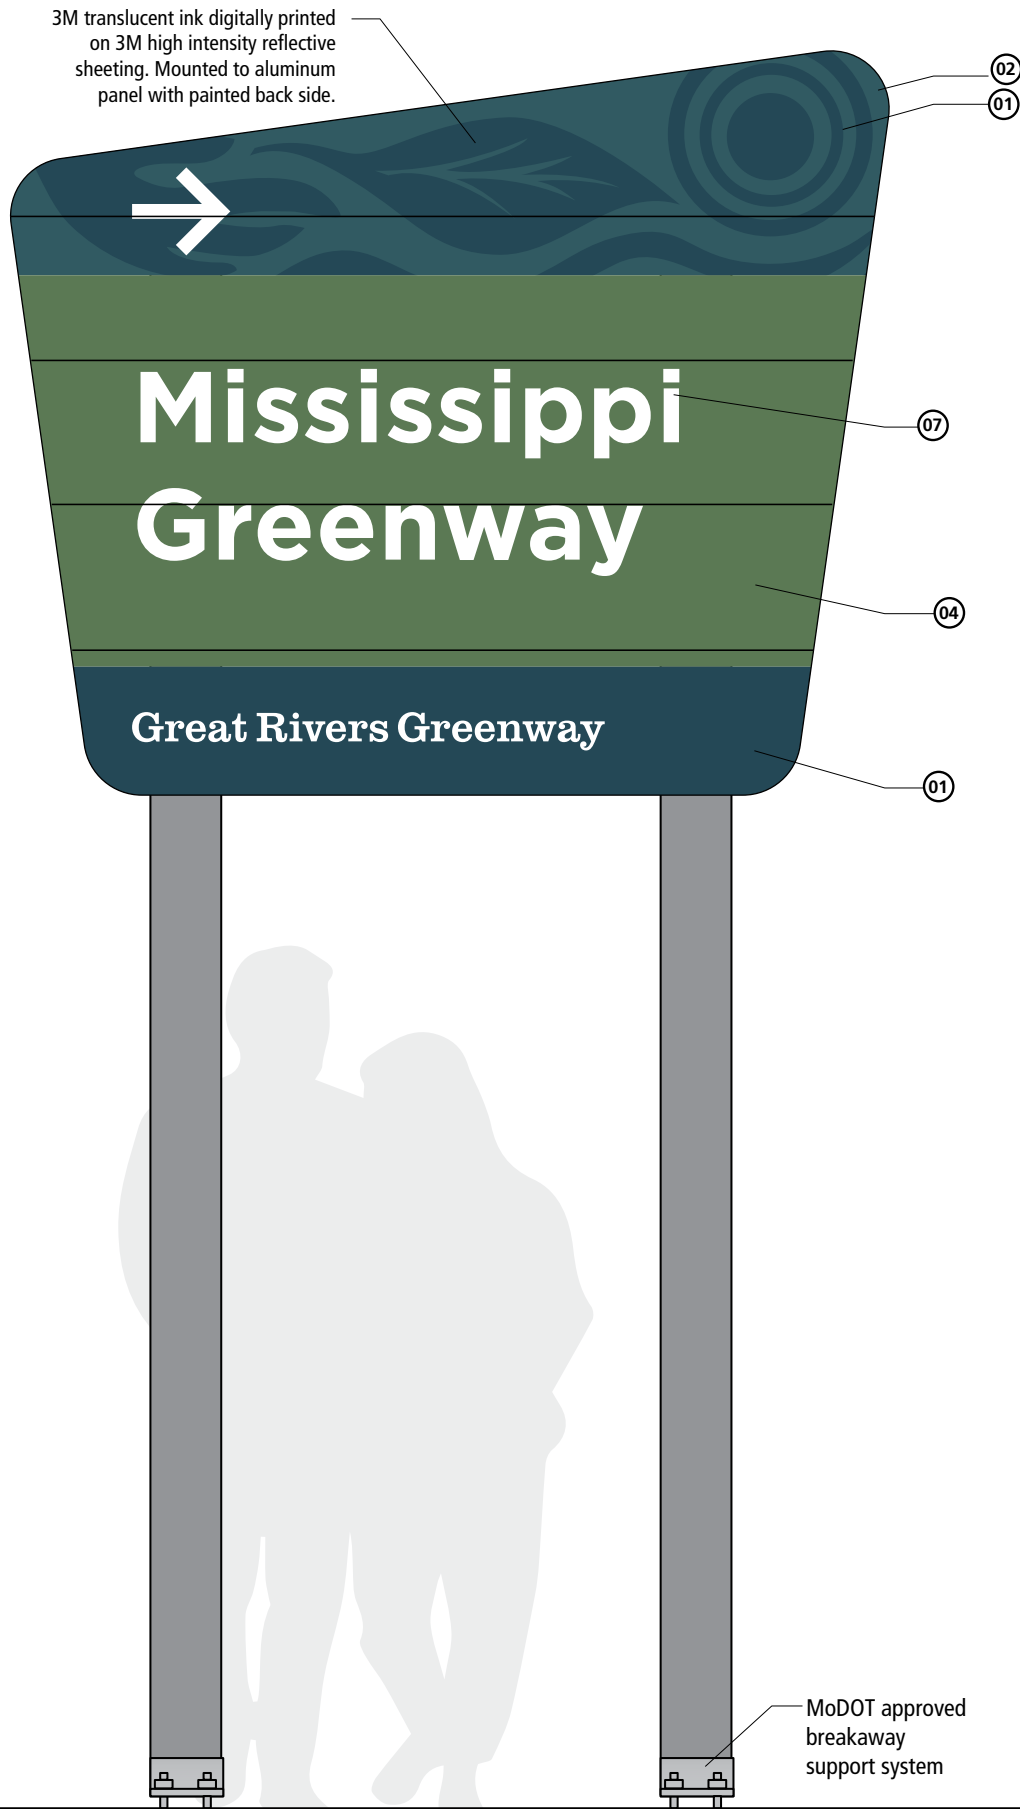 3M translucent ink digitally printed
on 3M high intensity reflective
sheeting. Mounted to aluminum
panel with painted back side.
02
01
Mississippi
07
Greenway
04
Great Rivers Greenway
01
MoDOT approved
breakaway
support system